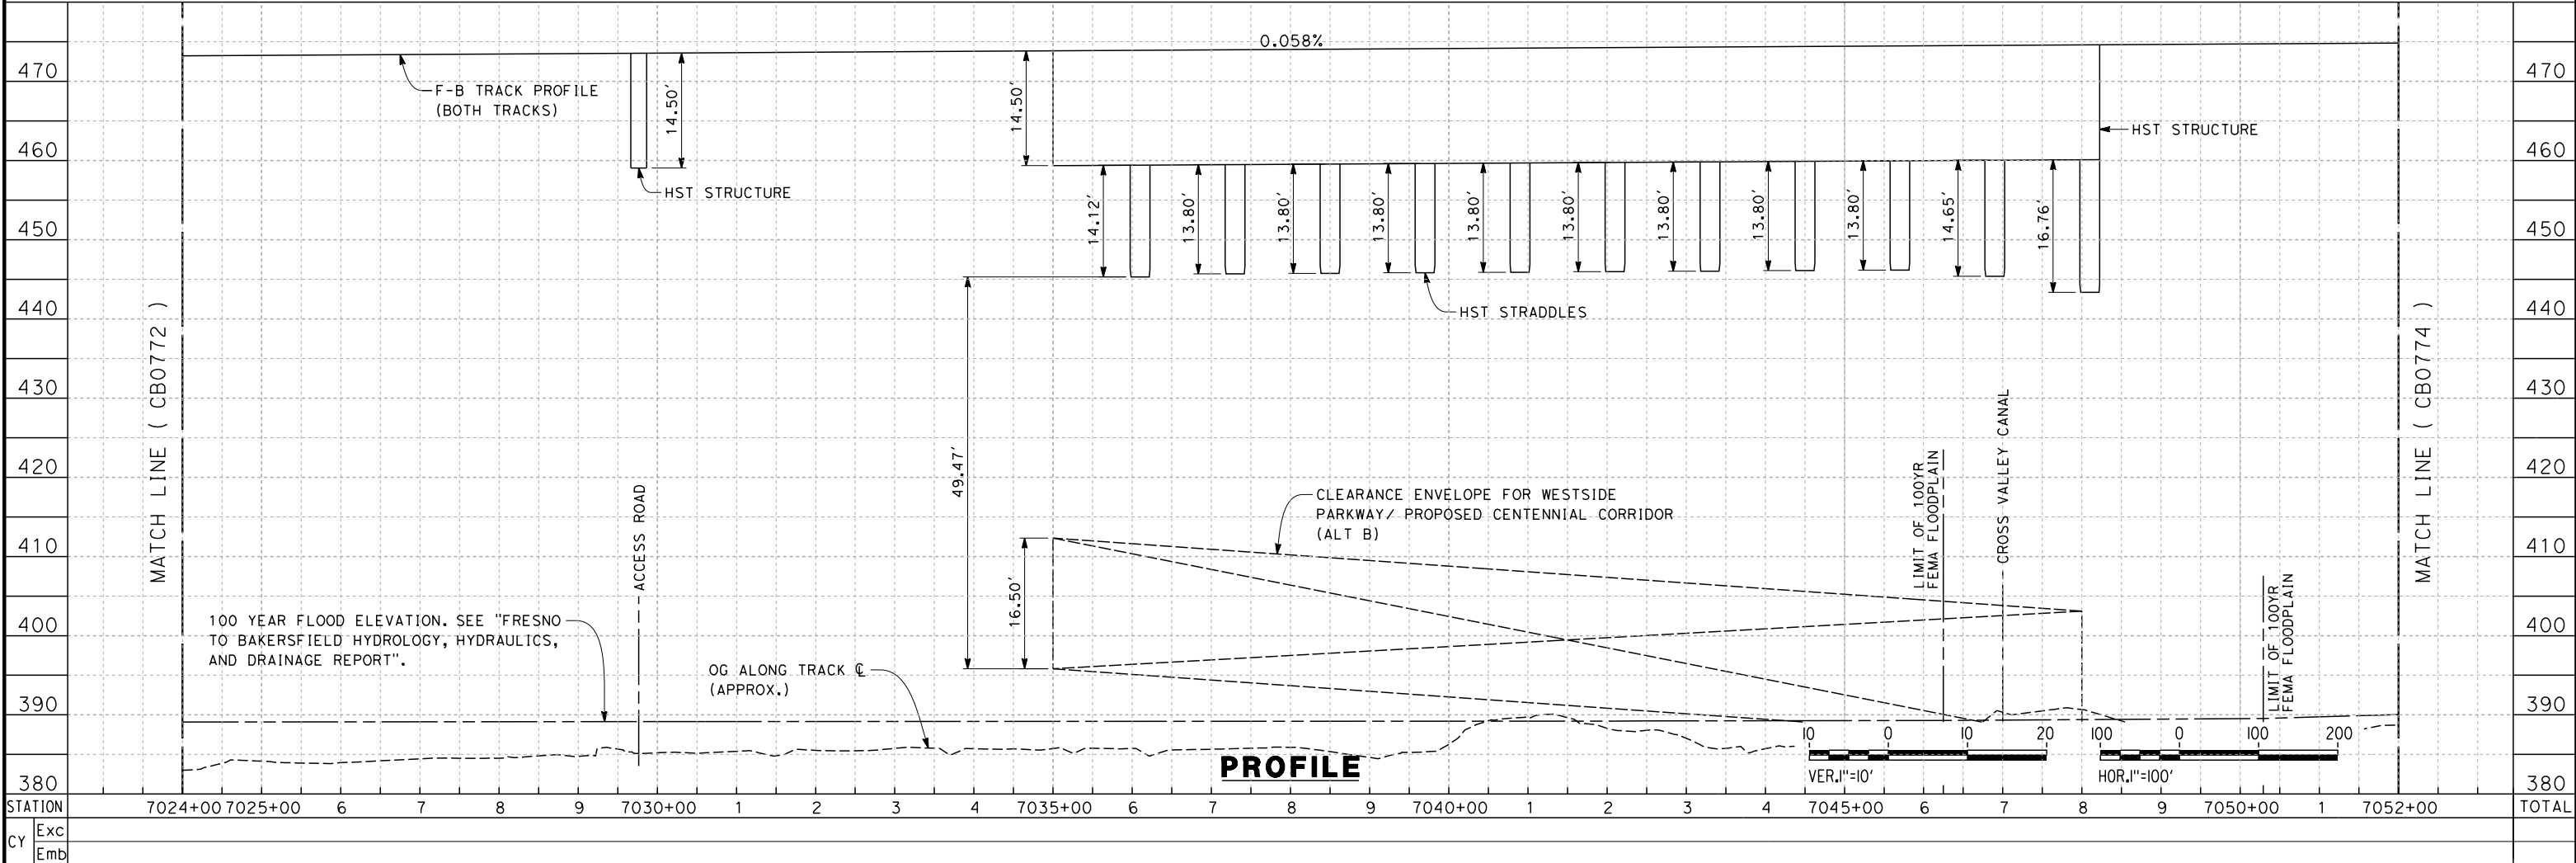 0.058%
470
470
F-B TRACK PROFILE
(BOTH TRACKS)
14.50'
14.50'
HST STRUCTURE
460
460
HST STRUCTURE
14.12'
13.80'
13.80'
13.80'
13.80'
13.80'
13.80'
13.80'
13.80'
14.65'
16.76'
450
450
HST STRADDLES
440
440
MATCH LINE ( CB0772 )
MATCH LINE ( CB0774 )
430
430
49.47'
420
420
ACCESS ROAD
CLEARANCE ENVELOPE FOR WESTSIDE
PARKWAY/ PROPOSED CENTENNIAL CORRIDOR
(ALT B)
LIMIT OF 100YR
FEMA FLOODPLAIN
CROSS VALLEY CANAL
410
410
16.50'
LIMIT OF 100YR
FEMA FLOODPLAIN
100 YEAR FLOOD ELEVATION. SEE "FRESNO
TO BAKERSFIELD HYDROLOGY, HYDRAULICS,
AND DRAINAGE REPORT".
400
400
OG ALONG TRACK ℄
(APPROX.)
390
390
10 0 10 20
100 0 100 200
PROFILE
VER.1"=10'
HOR.1"=100'
380
380
STATION 7024+00 7025+00 6 7 8 9 7030+00 1 2 3 4 7035+00 6 7 8 9 7040+00 1 2 3 4 7045+00 6 7 8 9 7050+00 1 7052+00 TOTAL
CY
Exc
Emb